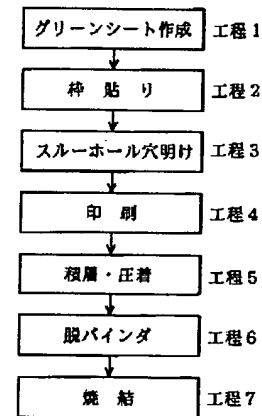 グリーンシート作成 工程1
枠貼り 工程2
スルーホール穴明け 工程3
印刷 工程4
積層・圧着 工程5
脱バインダ 工程6
焼結 工程7